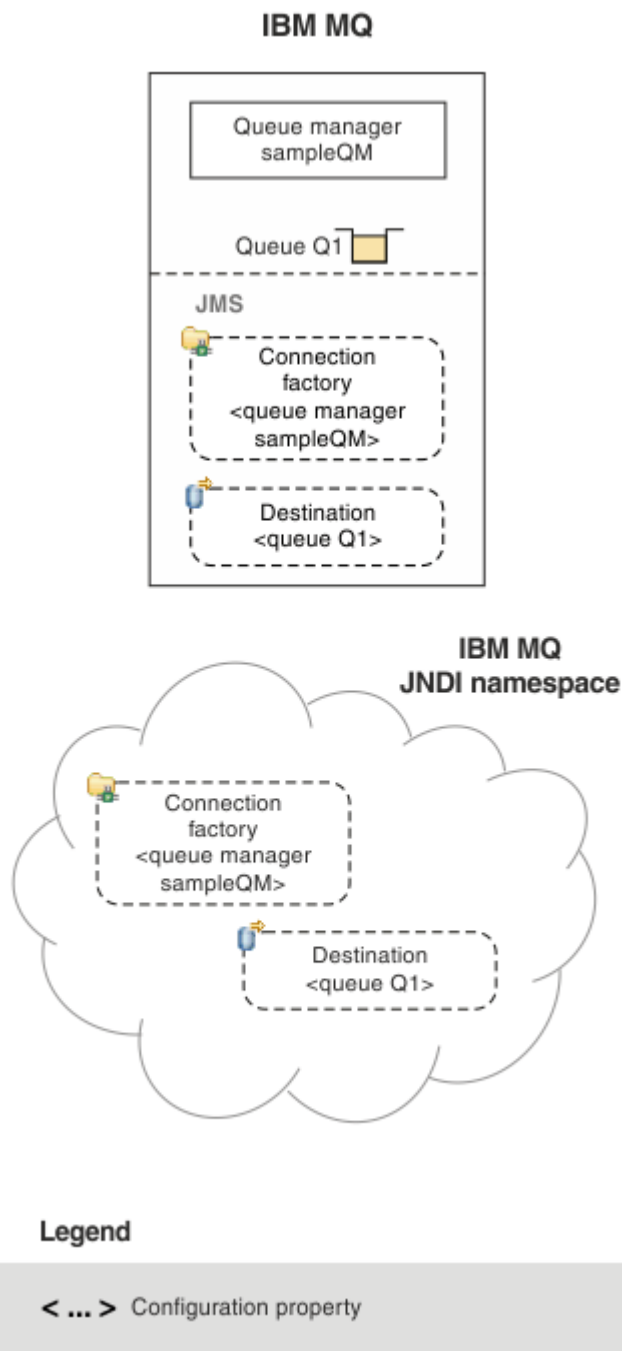 IBM MQ
Queue manager
sampleQM
Queue Q1
JMS
Connection
factory
<queue manager
sampleQM>
Destination
<queue Q1>
IBM MQ
JNDI namespace
Connection
factory
<queue manager
sampleQM>
Destination
<queue Q1>
Legend
< ... > Configuration property